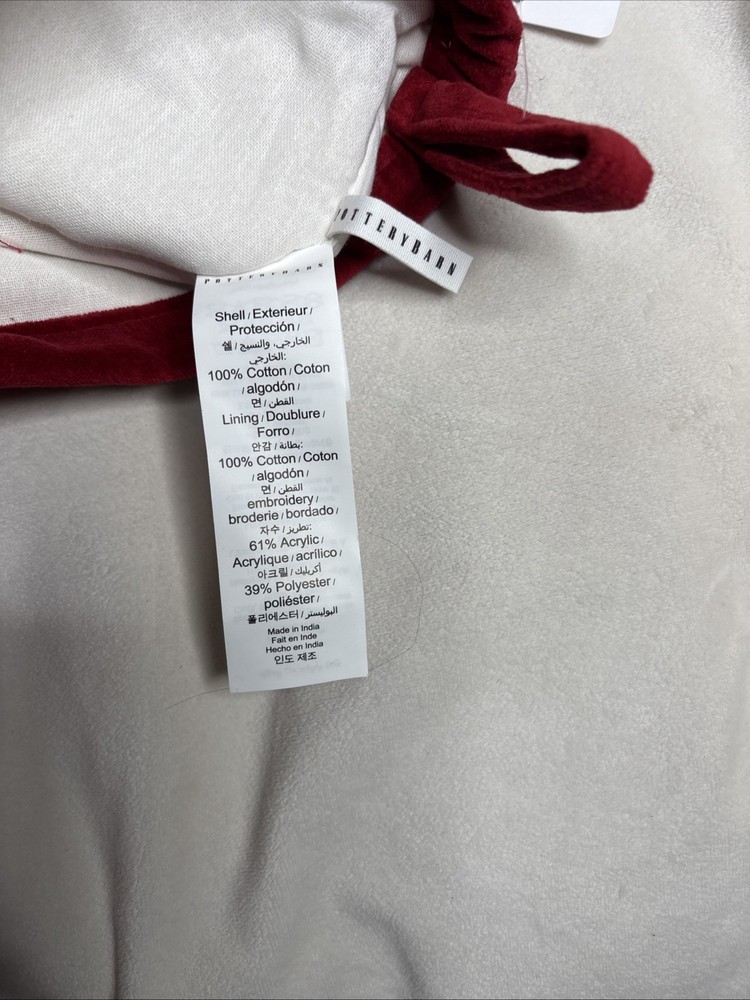 POTTERYBARN
POTTERYBARN
Shell / Exterieur /
Protección /
쉘 / الخارجي، والنسيج
الخارجي:
100% Cotton / Coton
/ algodón /
면 / القطن
Lining / Doublure /
Forro /
안감 / بطانة:
100% Cotton / Coton
/ algodón /
면 / القطن
embroidery /
broderie / bordado /
자수 / تطريز:
61% Acrylic /
Acrylique / acrílico /
아크릴 / أكريليك
39% Polyester /
poliéster /
폴리에스터 / البوليستر
Made in India
Fait en Inde
Hecho en India
인도 제조